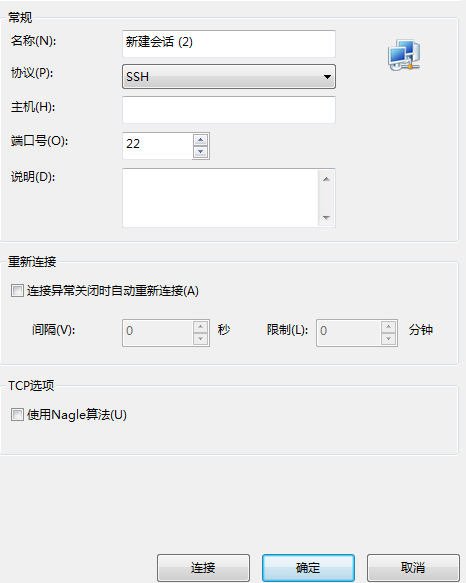 常规
名称(N): 新建会话 (2)
协议(P): SSH
主机(H):
端口号(O): 22
说明(D):
重新连接
连接异常关闭时自动重新连接(A)
间隔(V): 0 秒 限制(L): 0 分钟
TCP选项
使用Nagle算法(U)
连接 确定 取消